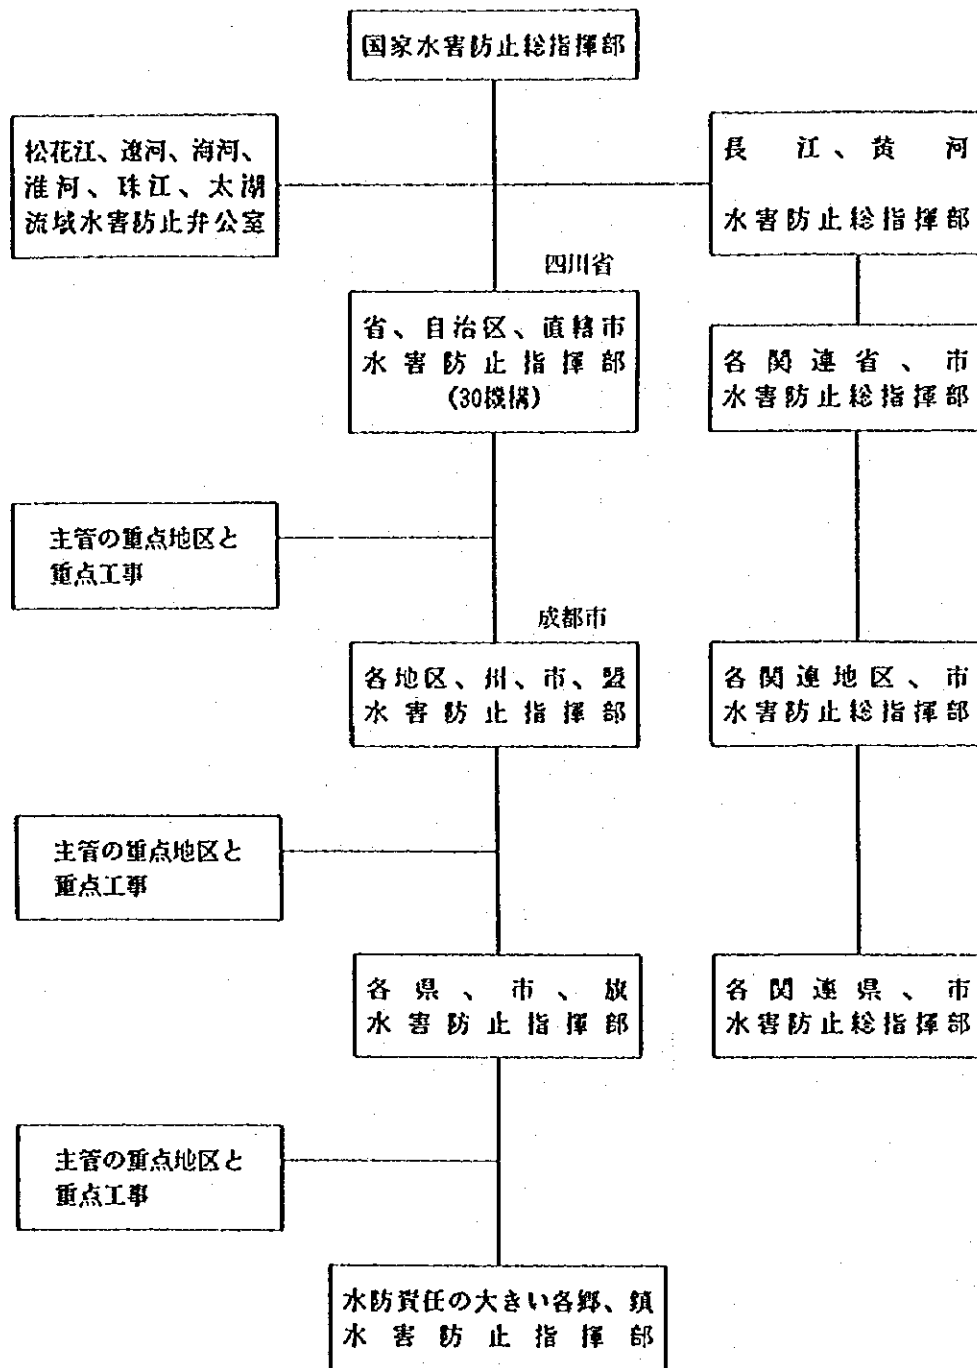 国家水害防止総指揮部
松花江、遼河、海河、
淮河、珠江、太湖
流域水害防止弁公室
長江、黄河
水害防止総指揮部
四川省
省、自治区、直轄市
水害防止指揮部
(30機構)
各関連省、市
水害防止総指揮部
主管の重点地区と
重点工事
成都市
各地区、州、市、盟
水害防止指揮部
各関連地区、市
水害防止総指揮部
主管の重点地区と
重点工事
各県、市、旗
水害防止指揮部
各関連県、市
水害防止総指揮部
主管の重点地区と
重点工事
水防責任の大きい各郷、鎮
水害防止指揮部